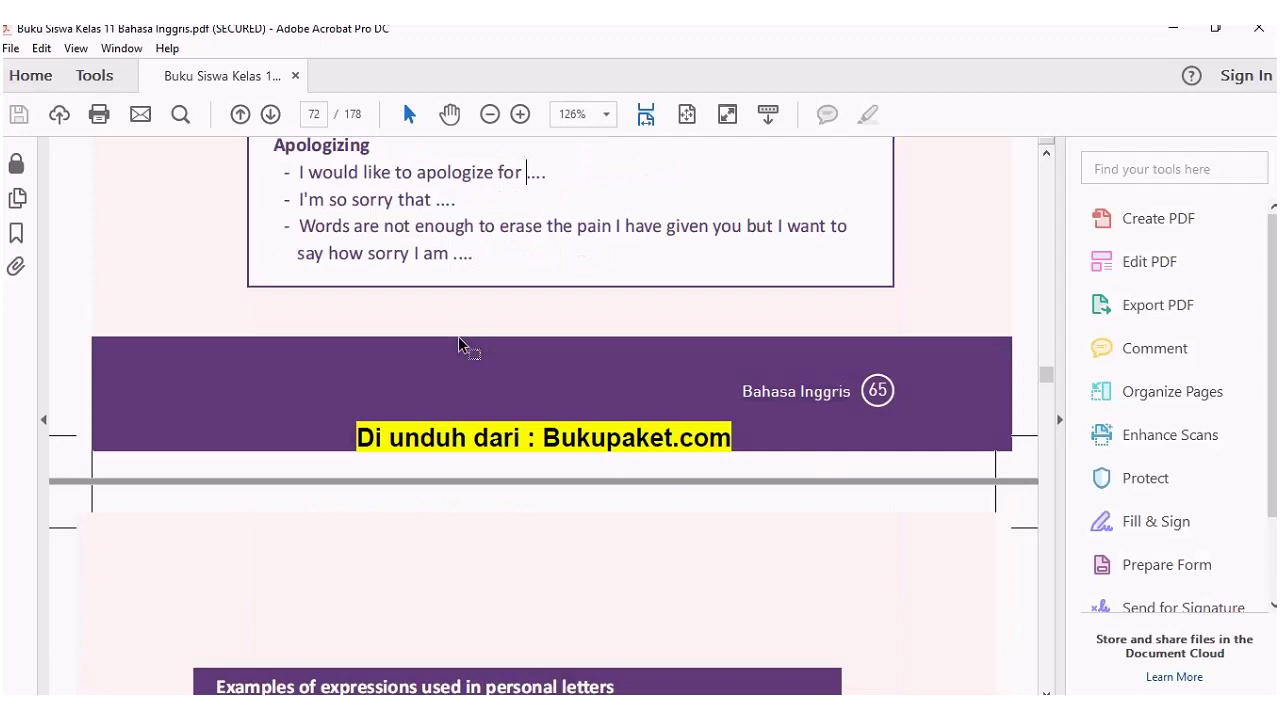 Buku Siswa Kelas 11 Bahasa Inggris.pdf (SECURED) - Adobe Acrobat Pro DC
File Edit View Window Help
Home Tools Buku Siswa Kelas 1... × Sign In
72 / 178 126%
Apologizing
- I would like to apologize for ....
- I'm so sorry that ....
- Words are not enough to erase the pain I have given you but I want to
say how sorry I am ....
Bahasa Inggris 65
Di unduh dari : Bukupaket.com
Examples of expressions used in personal letters
Find your tools here
Create PDF
Edit PDF
Export PDF
Comment
Organize Pages
Enhance Scans
Protect
Fill & Sign
Prepare Form
Send for Signature
Store and share files in the
Document Cloud
Learn More